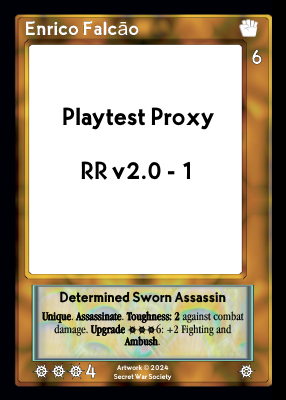 Enrico Falcão
6
Playtest Proxy
RR v2.0 - 1
Determined Sworn Assassin
Unique. Assassinate. Toughness: 2 against combat
damage. Upgrade 6: +2 Fighting and
Ambush.
4
Artwork © 2024
Secret War Society